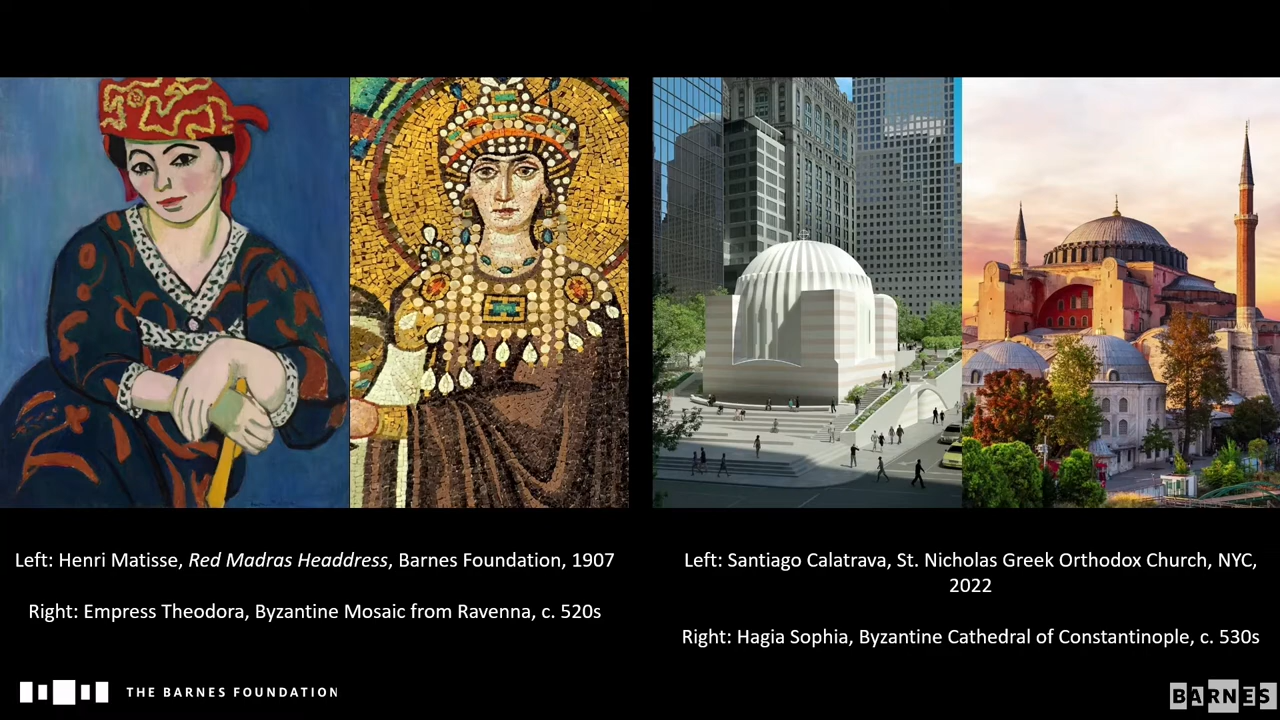 Left: Henri Matisse, Red Madras Headdress, Barnes Foundation, 1907
Right: Empress Theodora, Byzantine Mosaic from Ravenna, c. 520s
Left: Santiago Calatrava, St. Nicholas Greek Orthodox Church, NYC,
2022
Right: Hagia Sophia, Byzantine Cathedral of Constantinople, c. 530s
THE BARNES FOUNDATION
BARNES